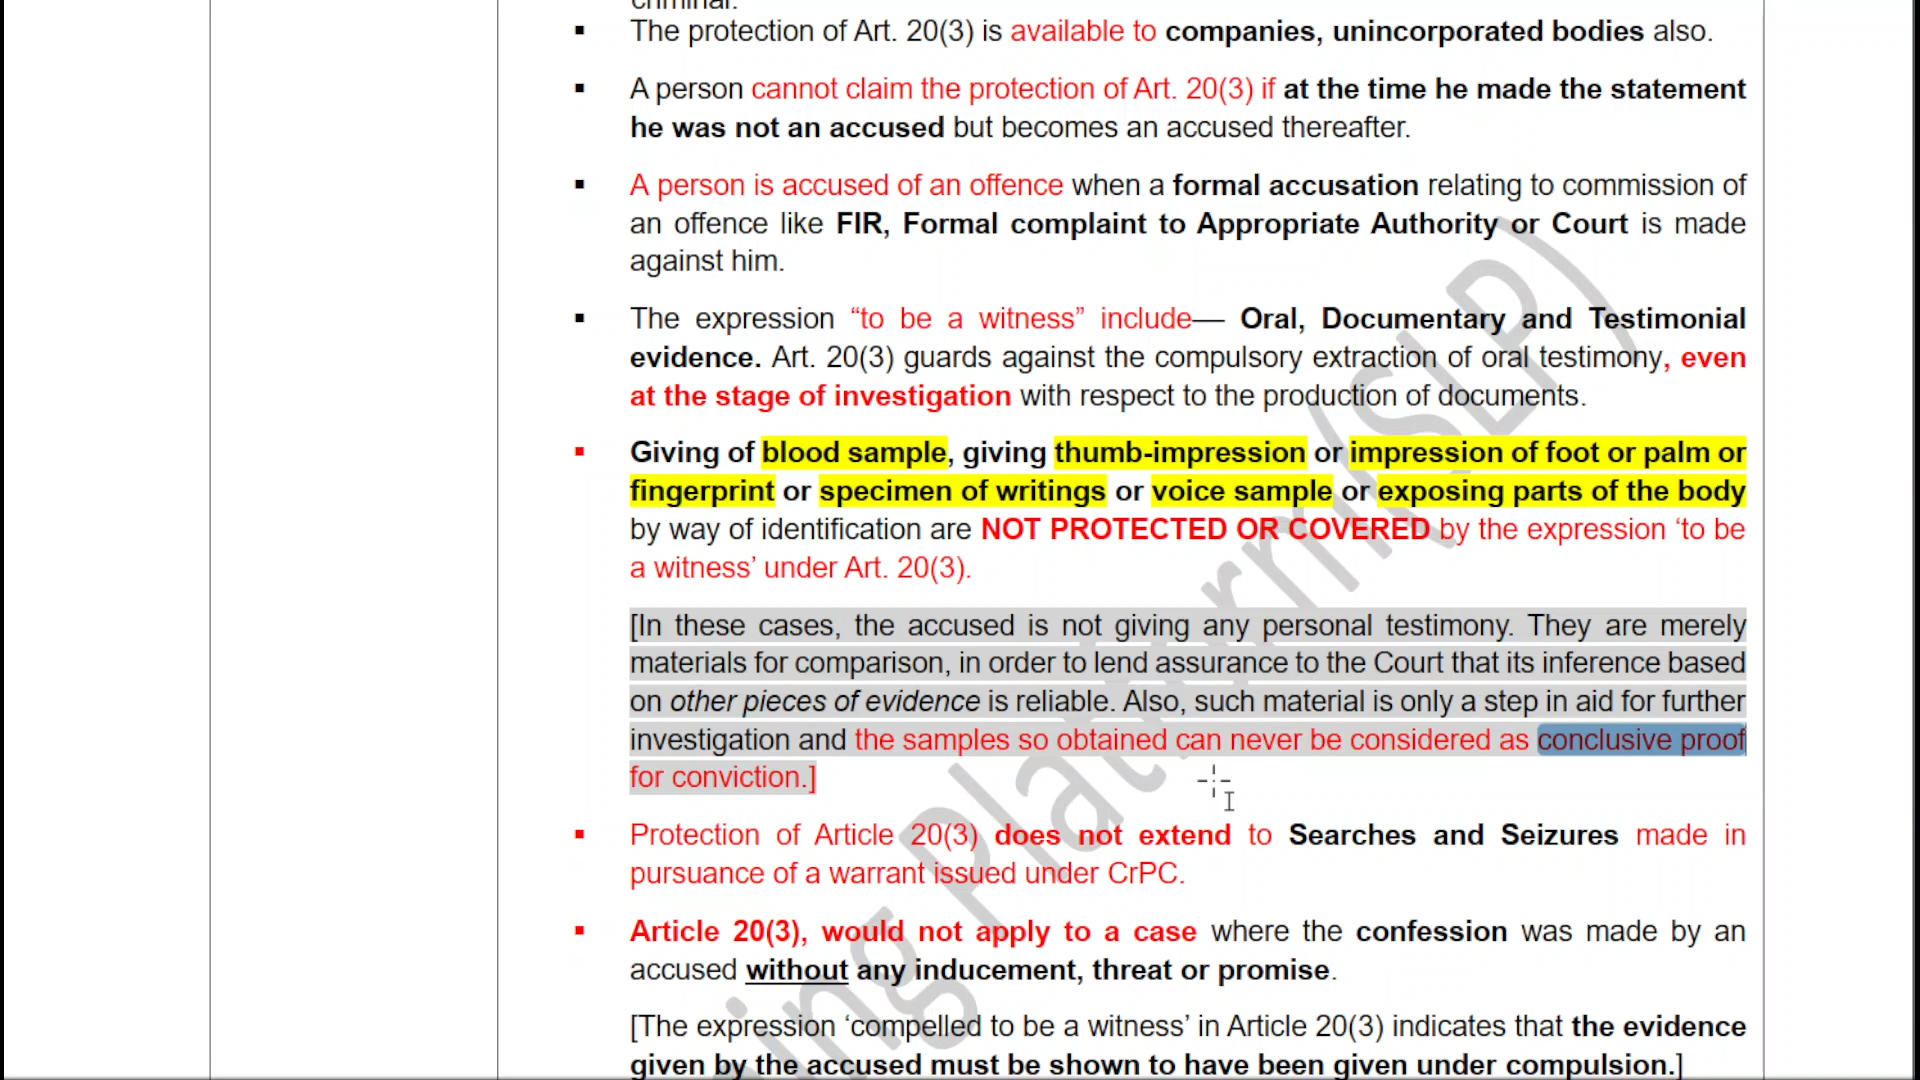 criminal.
▪ The protection of Art. 20(3) is available to companies, unincorporated bodies also.
▪ A person cannot claim the protection of Art. 20(3) if at the time he made the statement
he was not an accused but becomes an accused thereafter.
▪ A person is accused of an offence when a formal accusation relating to commission of
an offence like FIR, Formal complaint to Appropriate Authority or Court is made
against him.
▪ The expression “to be a witness” include— Oral, Documentary and Testimonial
evidence. Art. 20(3) guards against the compulsory extraction of oral testimony, even
at the stage of investigation with respect to the production of documents.
▪ Giving of blood sample, giving thumb-impression or impression of foot or palm or
fingerprint or specimen of writings or voice sample or exposing parts of the body
by way of identification are NOT PROTECTED OR COVERED by the expression ‘to be
a witness’ under Art. 20(3).
[In these cases, the accused is not giving any personal testimony. They are merely
materials for comparison, in order to lend assurance to the Court that its inference based
on other pieces of evidence is reliable. Also, such material is only a step in aid for further
investigation and the samples so obtained can never be considered as conclusive proof
for conviction.]
▪ Protection of Article 20(3) does not extend to Searches and Seizures made in
pursuance of a warrant issued under CrPC.
▪ Article 20(3), would not apply to a case where the confession was made by an
accused without any inducement, threat or promise.
[The expression ‘compelled to be a witness’ in Article 20(3) indicates that the evidence
given by the accused must be shown to have been given under compulsion.]
ing Platform(SLP)